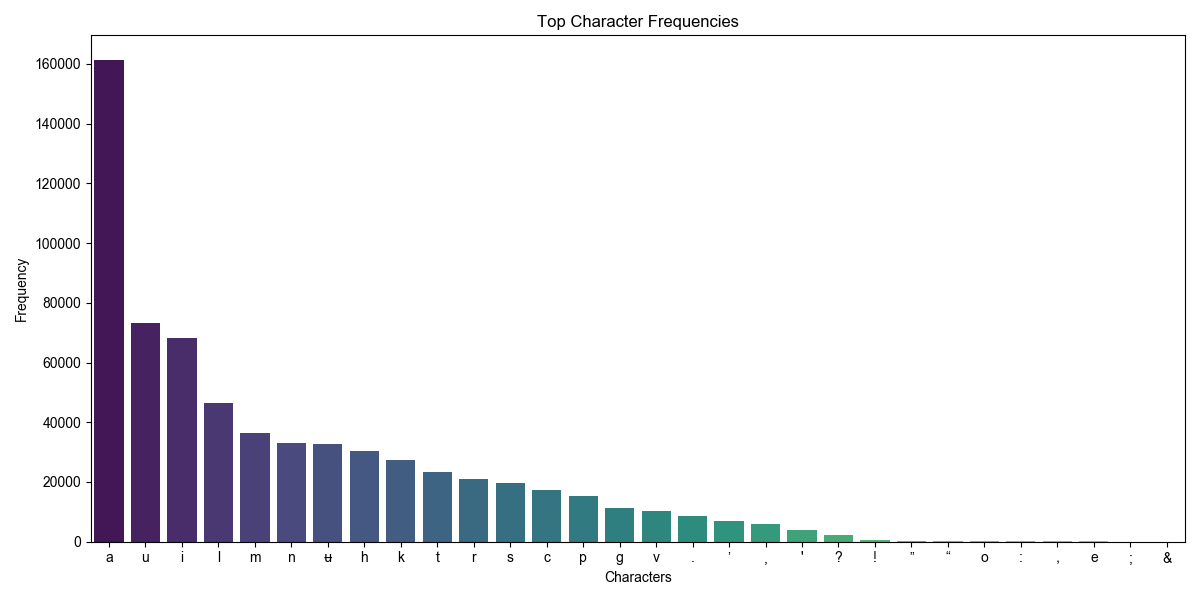 Top Character Frequencies
Frequency
160000
140000
120000
100000
80000
60000
40000
20000
0
a u i l m n ʉ h k t r s c p g v . ’ , ' ? ! ” “ o : ‚ e ; &
Characters